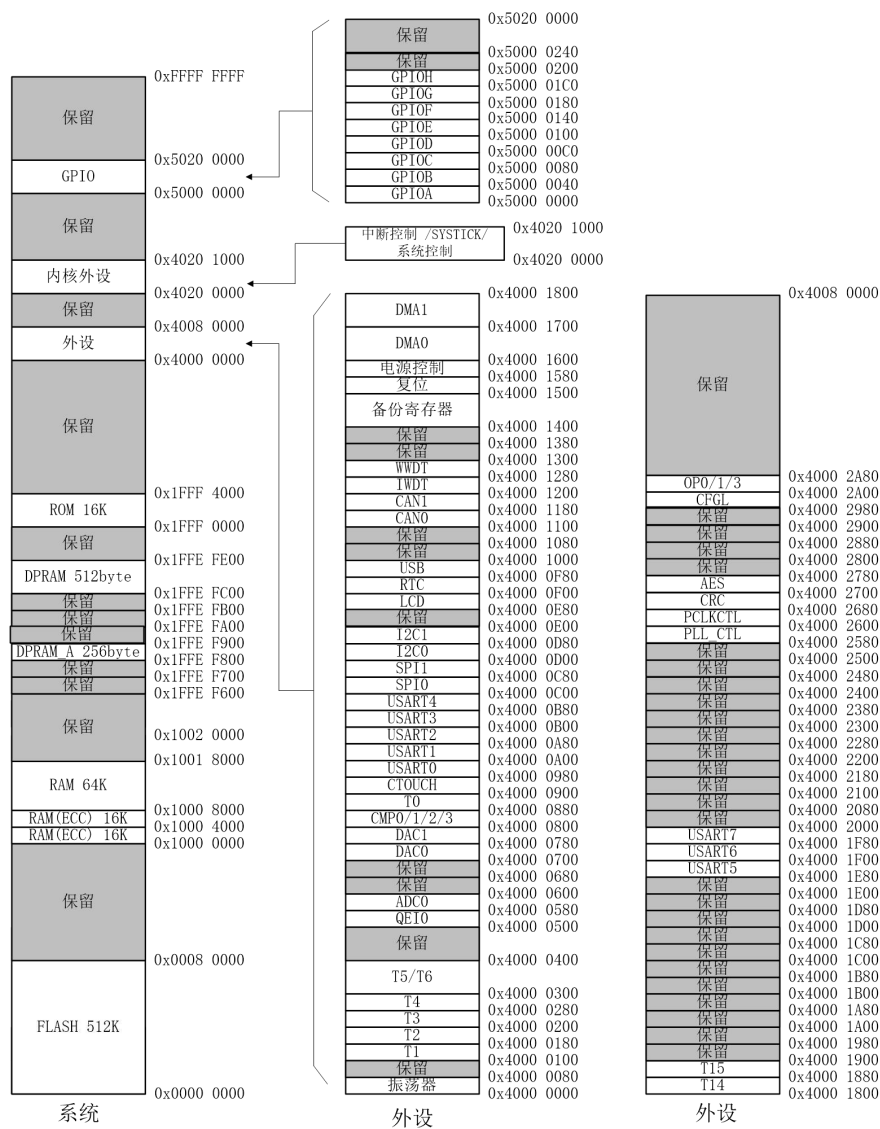 0xFFFF FFFF
保留
0x5020 0000
GPIO
0x5000 0000
保留
0x4020 1000
内核外设
0x4020 0000
保留
0x4008 0000
外设
0x4000 0000
保留
0x1FFF 4000
ROM 16K
0x1FFF 0000
保留
0x1FFE FE00
DPRAM 512byte
0x1FFE FC00
保留
0x1FFE FB00
保留
0x1FFE FA00
保留
0x1FFE F900
DPRAM_A 256byte
0x1FFE F800
保留
0x1FFE F700
保留
0x1FFE F600
保留
0x1002 0000
0x1001 8000
RAM 64K
0x1000 8000
RAM(ECC) 16K
0x1000 4000
RAM(ECC) 16K
0x1000 0000
保留
0x0008 0000
FLASH 512K
0x0000 0000
系统
0x5020 0000
保留
0x5000 0240
保留
0x5000 0200
GPIOH
0x5000 01C0
GPIOG
0x5000 0180
GPIOF
0x5000 0140
GPIOE
0x5000 0100
GPIOD
0x5000 00C0
GPIOC
0x5000 0080
GPIOB
0x5000 0040
GPIOA
0x5000 0000
0x4020 1000
中断控制 /SYSTICK/
系统控制
0x4020 0000
0x4000 1800
DMA1
0x4000 1700
DMA0
0x4000 1600
电源控制
0x4000 1580
复位
0x4000 1500
备份寄存器
0x4000 1400
保留
0x4000 1380
保留
0x4000 1300
WWDT
0x4000 1280
IWDT
0x4000 1200
CAN1
0x4000 1180
CAN0
0x4000 1100
保留
0x4000 1080
保留
0x4000 1000
USB
0x4000 0F80
RTC
0x4000 0F00
LCD
0x4000 0E80
保留
0x4000 0E00
I2C1
0x4000 0D80
I2C0
0x4000 0D00
SPI1
0x4000 0C80
SPI0
0x4000 0C00
USART4
0x4000 0B80
USART3
0x4000 0B00
USART2
0x4000 0A80
USART1
0x4000 0A00
USART0
0x4000 0980
CTOUCH
0x4000 0900
T0
0x4000 0880
CMP0/1/2/3
0x4000 0800
DAC1
0x4000 0780
DAC0
0x4000 0700
保留
0x4000 0680
保留
0x4000 0600
ADC0
0x4000 0580
QEI0
0x4000 0500
保留
0x4000 0400
T5/T6
0x4000 0300
T4
0x4000 0280
T3
0x4000 0200
T2
0x4000 0180
T1
0x4000 0100
保留
0x4000 0080
振荡器
0x4000 0000
外设
0x4008 0000
保留
0x4000 2A80
OP0/1/3
0x4000 2A00
CFGL
0x4000 2980
保留
0x4000 2900
保留
0x4000 2880
保留
0x4000 2800
保留
0x4000 2780
AES
0x4000 2700
CRC
0x4000 2680
PCLKCTL
0x4000 2600
PLL_CTL
0x4000 2580
保留
0x4000 2500
保留
0x4000 2480
保留
0x4000 2400
保留
0x4000 2380
保留
0x4000 2300
保留
0x4000 2280
保留
0x4000 2200
保留
0x4000 2180
保留
0x4000 2100
保留
0x4000 2080
保留
0x4000 2000
USART7
0x4000 1F80
USART6
0x4000 1F00
USART5
0x4000 1E80
保留
0x4000 1E00
保留
0x4000 1D80
保留
0x4000 1D00
保留
0x4000 1C80
保留
0x4000 1C00
保留
0x4000 1B80
保留
0x4000 1B00
保留
0x4000 1A80
保留
0x4000 1A00
保留
0x4000 1980
保留
0x4000 1900
T15
0x4000 1880
T14
0x4000 1800
外设